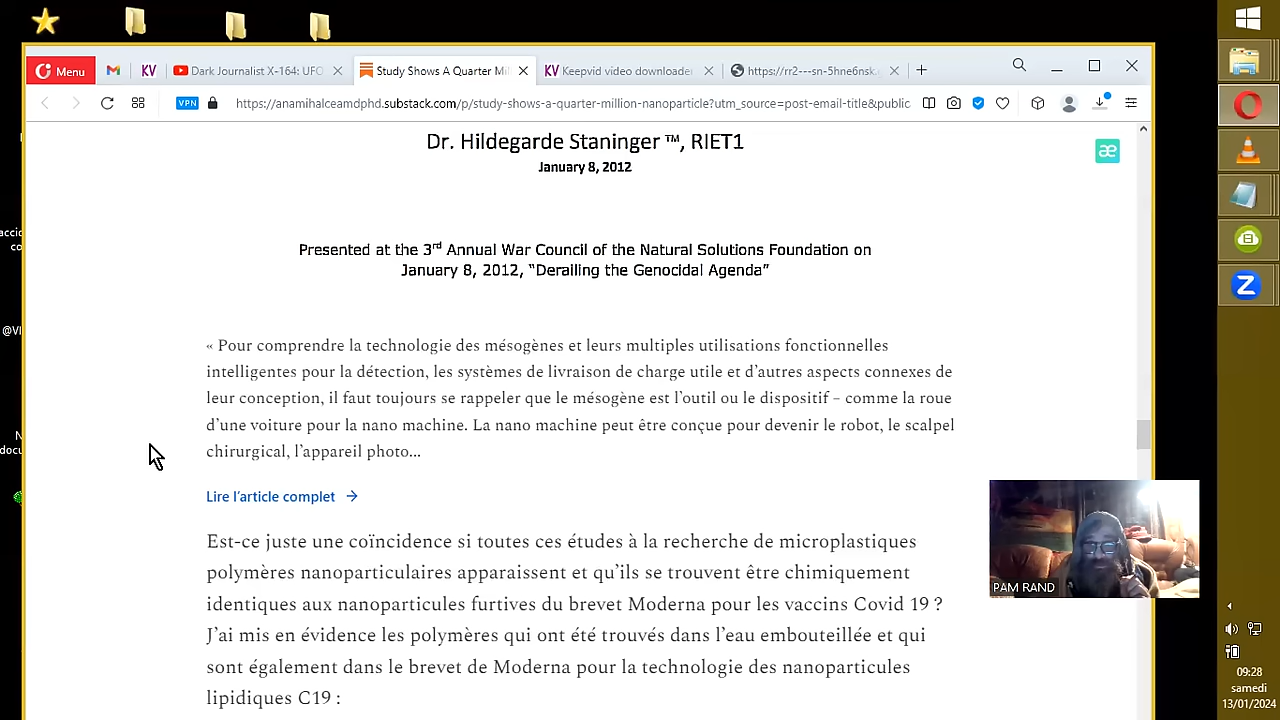 Menu
KV
Dark Journalist X-164: UFO
Study Shows A Quarter Mil
KV Keepvid video downloader
https://rr2---sn-5hne6nsk.
VPN
https://anamihalceamdphd.substack.com/p/study-shows-a-quarter-million-nanoparticle?utm_source=post-email-title&public
Dr. Hildegarde Staninger ™, RIET1
January 8, 2012
æ
Presented at the 3rd Annual War Council of the Natural Solutions Foundation on
January 8, 2012, “Derailing the Genocidal Agenda”
« Pour comprendre la technologie des mésogènes et leurs multiples utilisations fonctionnelles
intelligentes pour la détection, les systèmes de livraison de charge utile et d’autres aspects connexes de
leur conception, il faut toujours se rappeler que le mésogène est l’outil ou le dispositif – comme la roue
d’une voiture pour la nano machine. La nano machine peut être conçue pour devenir le robot, le scalpel
chirurgical, l’appareil photo...
Lire l’article complet →
Est-ce juste une coïncidence si toutes ces études à la recherche de microplastiques
polymères nanoparticulaires apparaissent et qu’ils se trouvent être chimiquement
identiques aux nanoparticules furtives du brevet Moderna pour les vaccins Covid 19 ?
J’ai mis en évidence les polymères qui ont été trouvés dans l’eau embouteillée et qui
sont également dans le brevet de Moderna pour la technologie des nanoparticules
lipidiques C19 :
PAM RAND
Z
09:28
samedi
13/01/2024